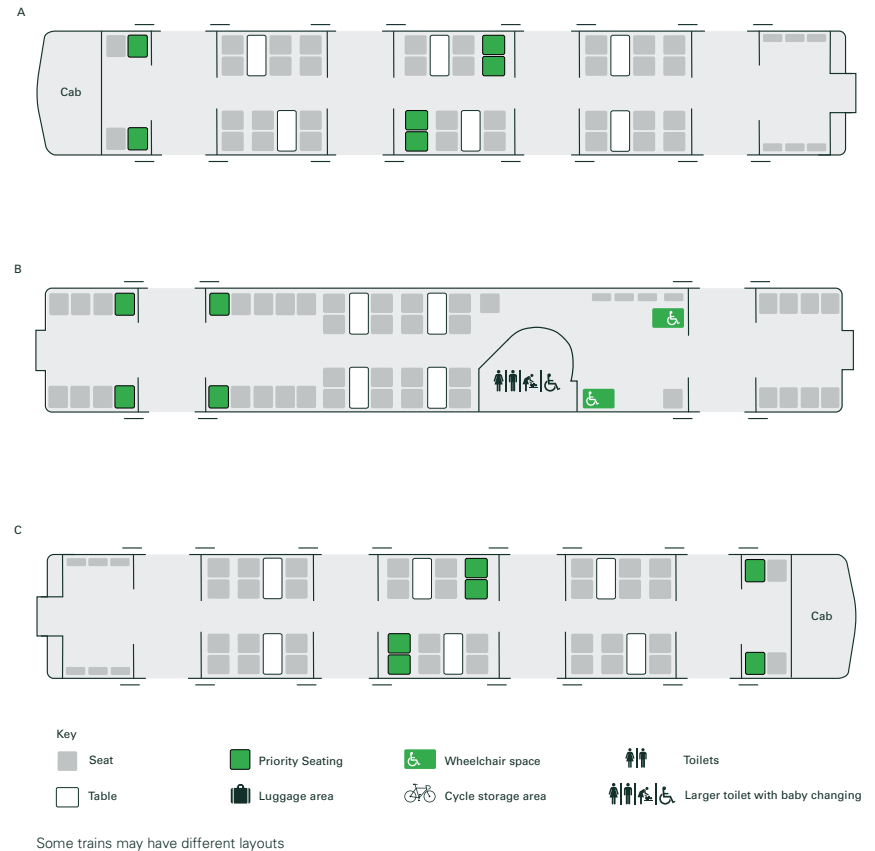 A
Cab
B
C
Cab
Key
Seat
Priority Seating
Wheelchair space
Toilets
Table
Luggage area
Cycle storage area
Larger toilet with baby changing
Some trains may have different layouts